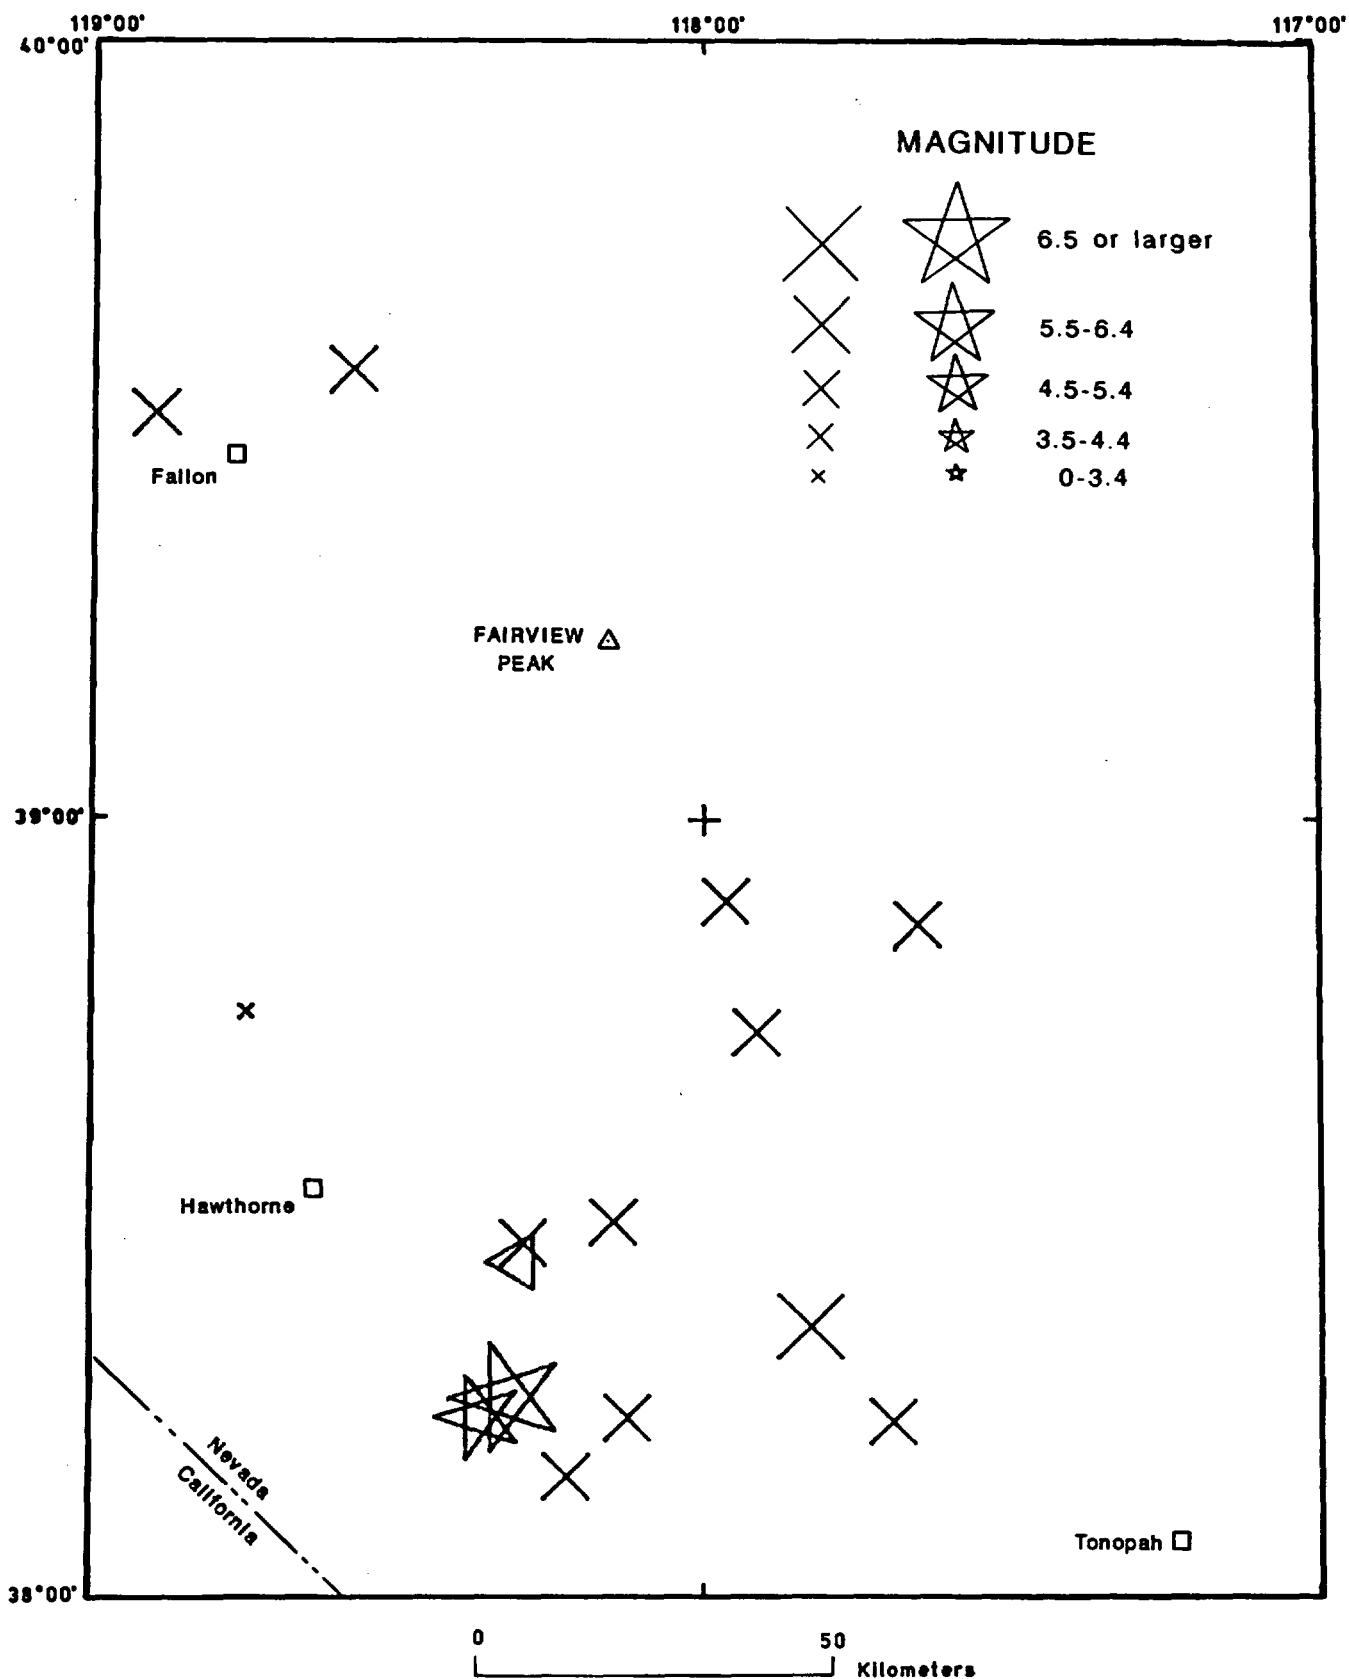 119°00' 118°00' 117°00'
40°00'
MAGNITUDE
6.5 or larger
5.5-6.4
4.5-5.4
3.5-4.4
0-3.4
Fallon
FAIRVIEW
PEAK
39°00'
Hawthorne
Nevada
California
Tonopah
38°00'
0 50
Kilometers